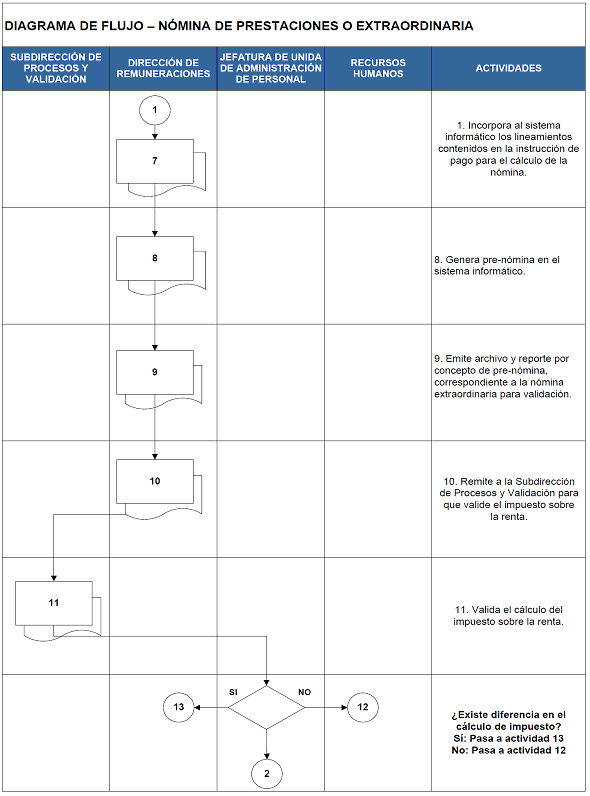 DIAGRAMA DE FLUJO – NÓMINA DE PRESTACIONES O EXTRAORDINARIA
SUBDIRECCIÓN DE
PROCESOS Y
VALIDACIÓN
DIRECCIÓN DE
REMUNERACIONES
JEFATURA DE UNIDA
DE ADMINISTRACIÓN
DE PERSONAL
RECURSOS
HUMANOS
ACTIVIDADES
1
7
1. Incorpora al sistema
informático los lineamientos
contenidos en la instrucción de
pago para el cálculo de la
nómina.
8
8. Genera pre-nómina en el
sistema informático.
9
9. Emite archivo y reporte por
concepto de pre-nómina,
correspondiente a la nómina
extraordinaria para validación.
10
10. Remite a la Subdirección
de Procesos y Validación para
que valide el impuesto sobre
la renta.
11
11. Valida el cálculo del
impuesto sobre la renta.
SI
NO
13
12
2
¿Existe diferencia en el
cálculo de impuesto?
Sí: Pasa a actividad 13
No: Pasa a actividad 12